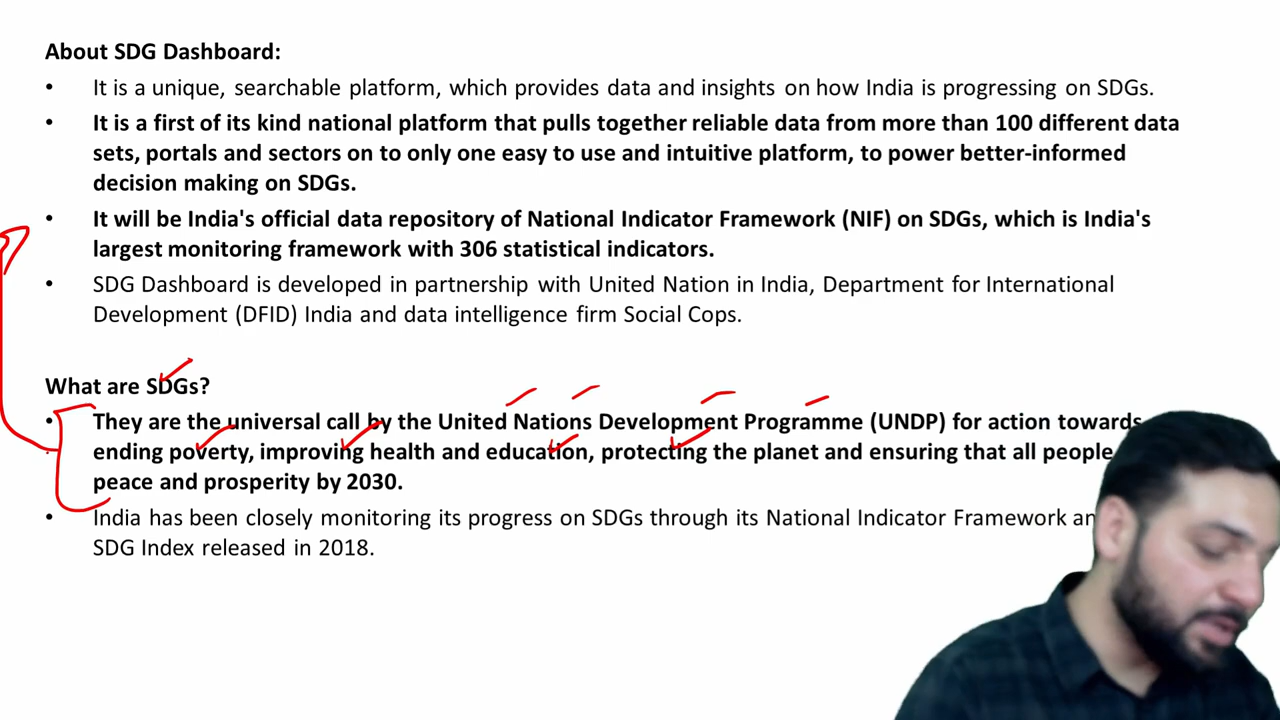 About SDG Dashboard:
• It is a unique, searchable platform, which provides data and insights on how India is progressing on SDGs.
• It is a first of its kind national platform that pulls together reliable data from more than 100 different data
sets, portals and sectors on to only one easy to use and intuitive platform, to power better-informed
decision making on SDGs.
• It will be India's official data repository of National Indicator Framework (NIF) on SDGs, which is India's
largest monitoring framework with 306 statistical indicators.
• SDG Dashboard is developed in partnership with United Nation in India, Department for International
Development (DFID) India and data intelligence firm Social Cops.
What are SDGs?
• They are the universal call by the United Nations Development Programme (UNDP) for action towards
ending poverty, improving health and education, protecting the planet and ensuring that all people
peace and prosperity by 2030.
• India has been closely monitoring its progress on SDGs through its National Indicator Framework
SDG Index released in 2018.